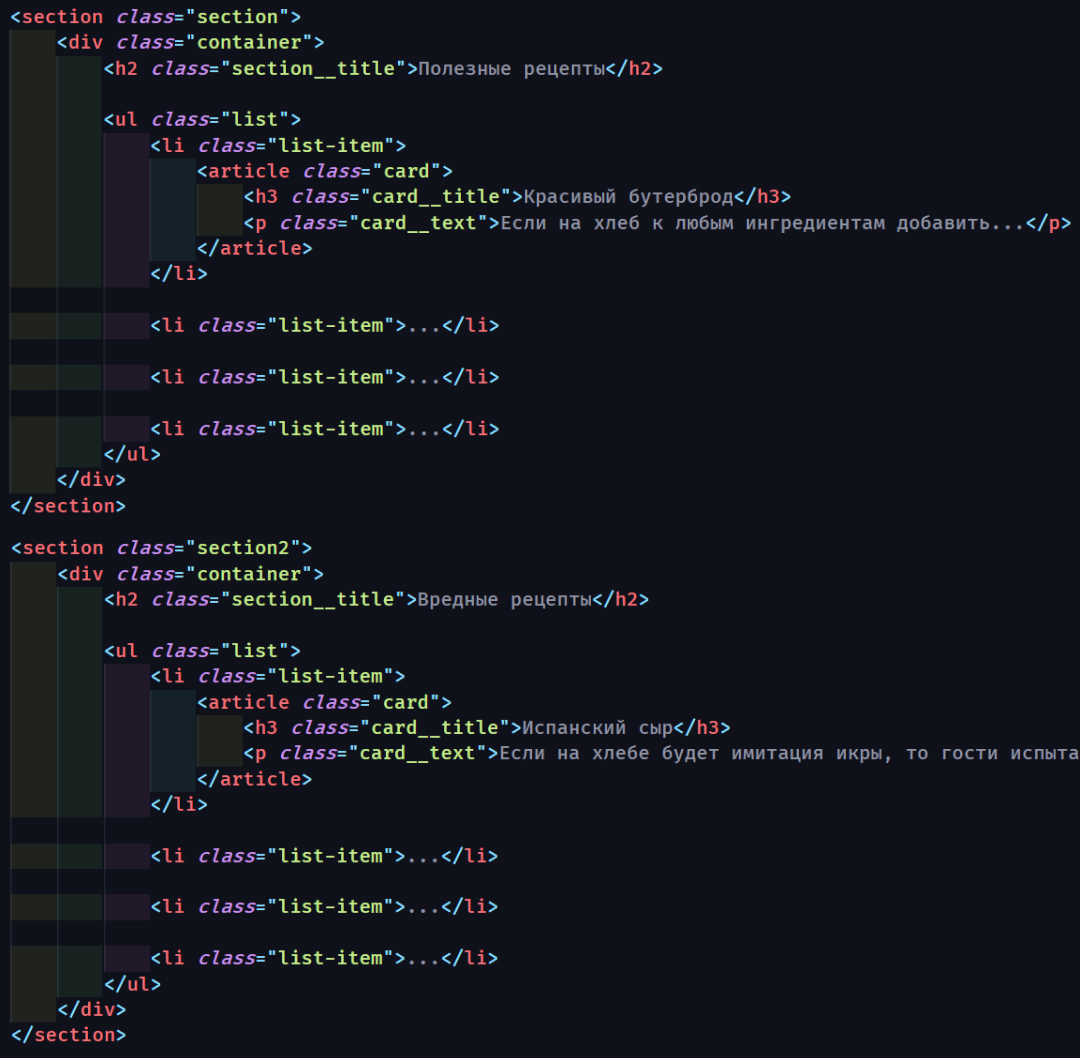 <section class="section">
<div class="container">
<h2 class="section__title">Полезные рецепты</h2>
<ul class="list">
<li class="list-item">
<article class="card">
<h3 class="card__title">Красивый бутерброд</h3>
<p class="card__text">Если на хлеб к любым ингредиентам добавить...</p>
</article>
</li>
<li class="list-item">...</li>
<li class="list-item">...</li>
<li class="list-item">...</li>
</ul>
</div>
</section>
<section class="section2">
<div class="container">
<h2 class="section__title">Вредные рецепты</h2>
<ul class="list">
<li class="list-item">
<article class="card">
<h3 class="card__title">Испанский сыр</h3>
<p class="card__text">Если на хлебе будет имитация икры, то гости испыта
</article>
</li>
<li class="list-item">...</li>
<li class="list-item">...</li>
<li class="list-item">...</li>
</ul>
</div>
</section>